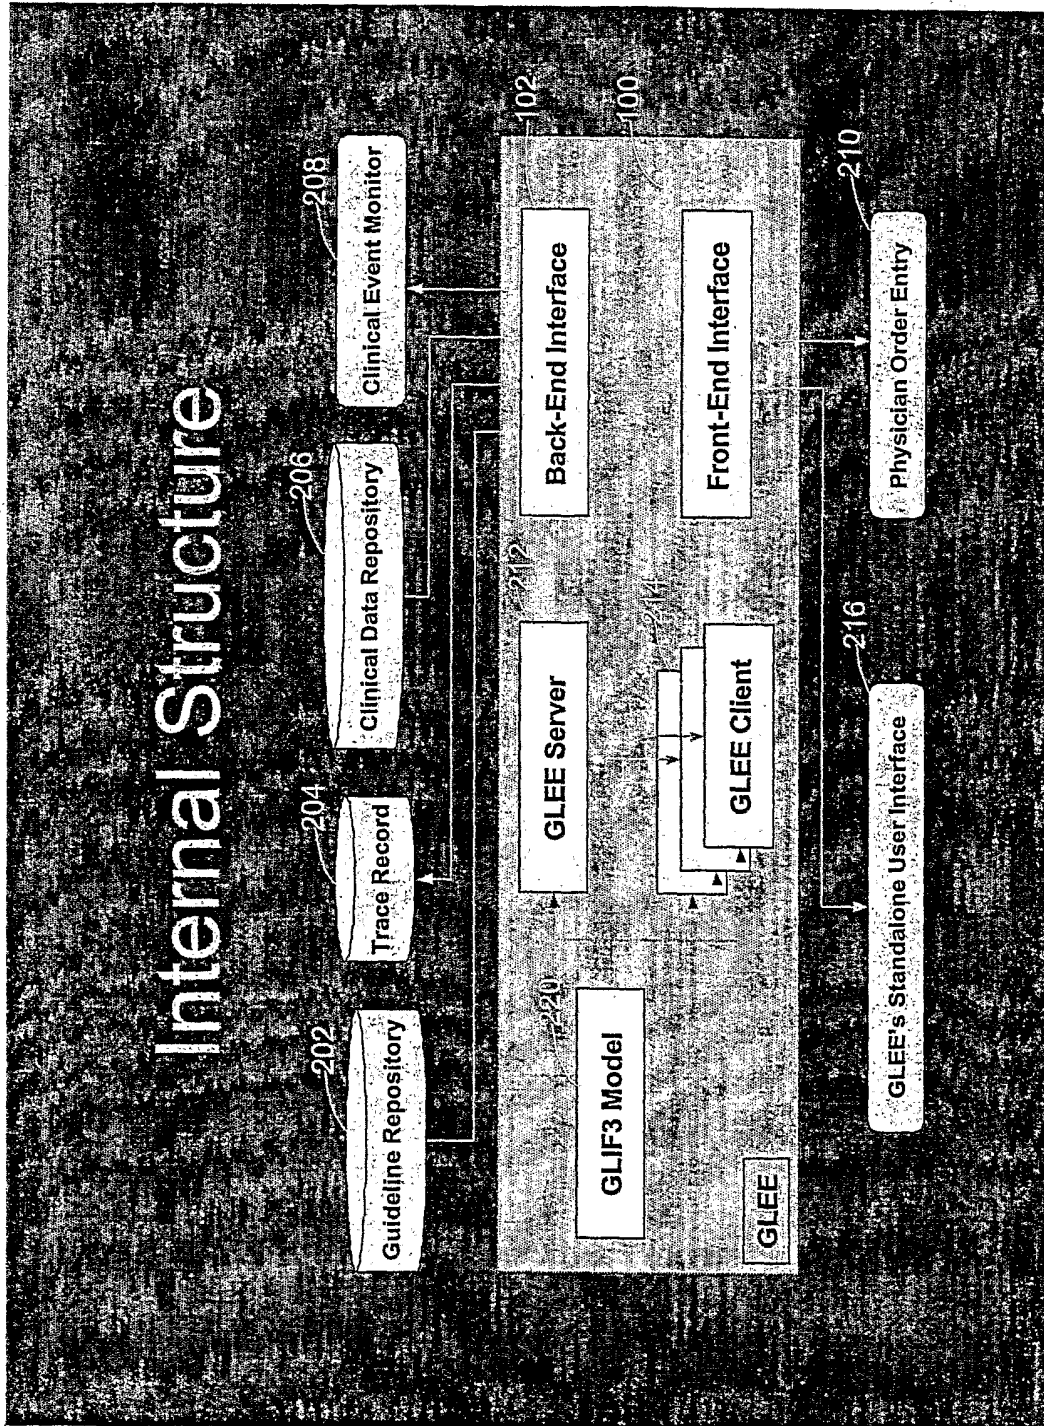 Internal Structure
202
204
206
208
Guideline Repository
Trace Record
Clinical Data Repository
Clinical Event Monitor
220
212
102
GLIF3 Model
GLEE Server
Back-End Interface
214
100
GLEE Client
Front-End Interface
GLEE
216
210
GLEE's Standalone User Interface
Physician Order Entry